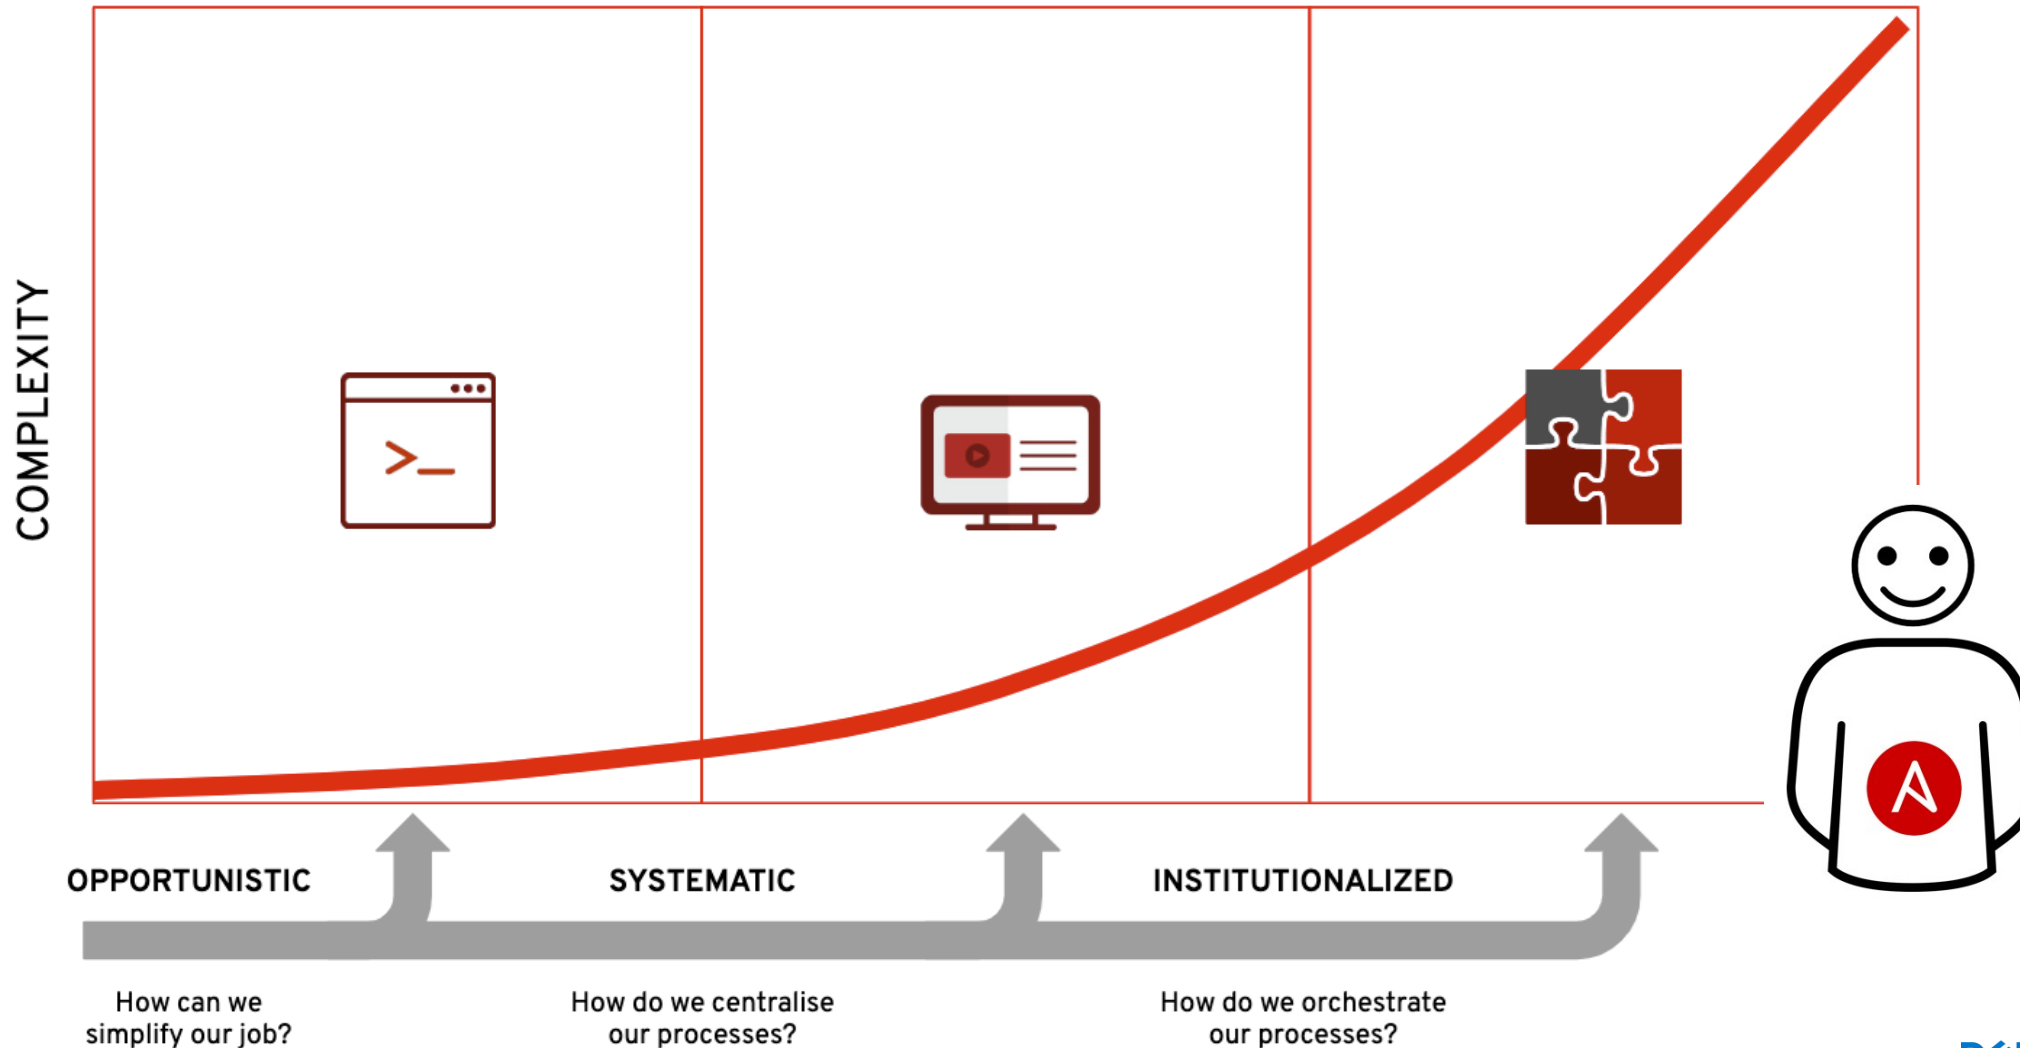 COMPLEXITY
>_
OPPORTUNISTIC
SYSTEMATIC
INSTITUTIONALIZED
How can we
simplify our job?
How do we centralise
our processes?
How do we orchestrate
our processes?